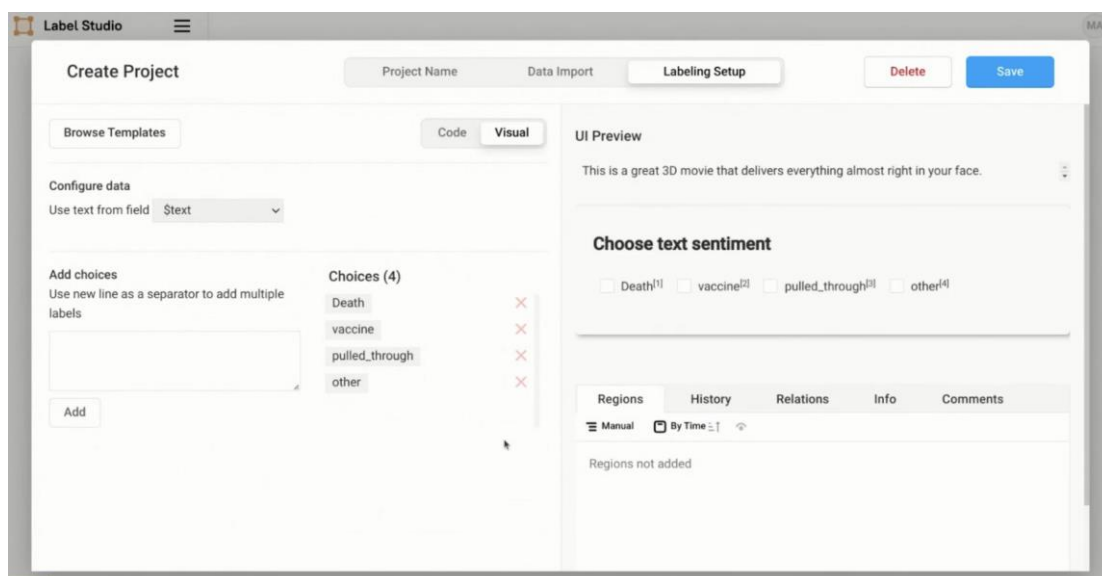 Label Studio
MA
Create Project
Project Name
Data Import
Labeling Setup
Delete
Save
Browse Templates
Code
Visual
Configure data
Use text from field $text
Add choices
Use new line as a separator to add multiple
labels
Add
Choices (4)
Death
vaccine
pulled_through
other
UI Preview
This is a great 3D movie that delivers everything almost right in your face.
Choose text sentiment
Death[1] vaccine[2] pulled_through[3] other[4]
Regions History Relations Info Comments
Manual By Time
Regions not added